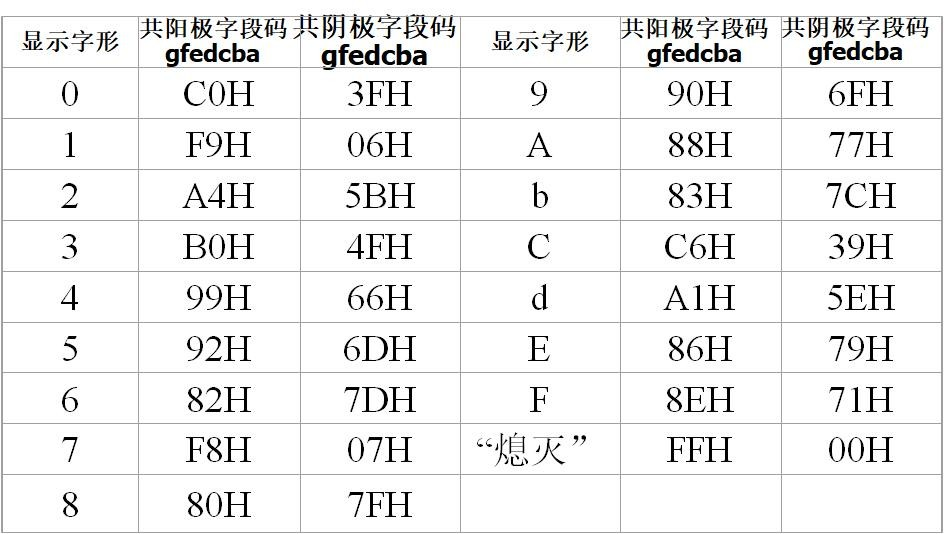 显示字形 共阳极字段码 共阴极字段码 显示字形 共阳极字段码 共阴极字段码
gfedcba gfedcba gfedcba gfedcba
0 C0H 3FH 9 90H 6FH
1 F9H 06H A 88H 77H
2 A4H 5BH b 83H 7CH
3 B0H 4FH C C6H 39H
4 99H 66H d A1H 5EH
5 92H 6DH E 86H 79H
6 82H 7DH F 8EH 71H
7 F8H 07H “熄灭” FFH 00H
8 80H 7FH